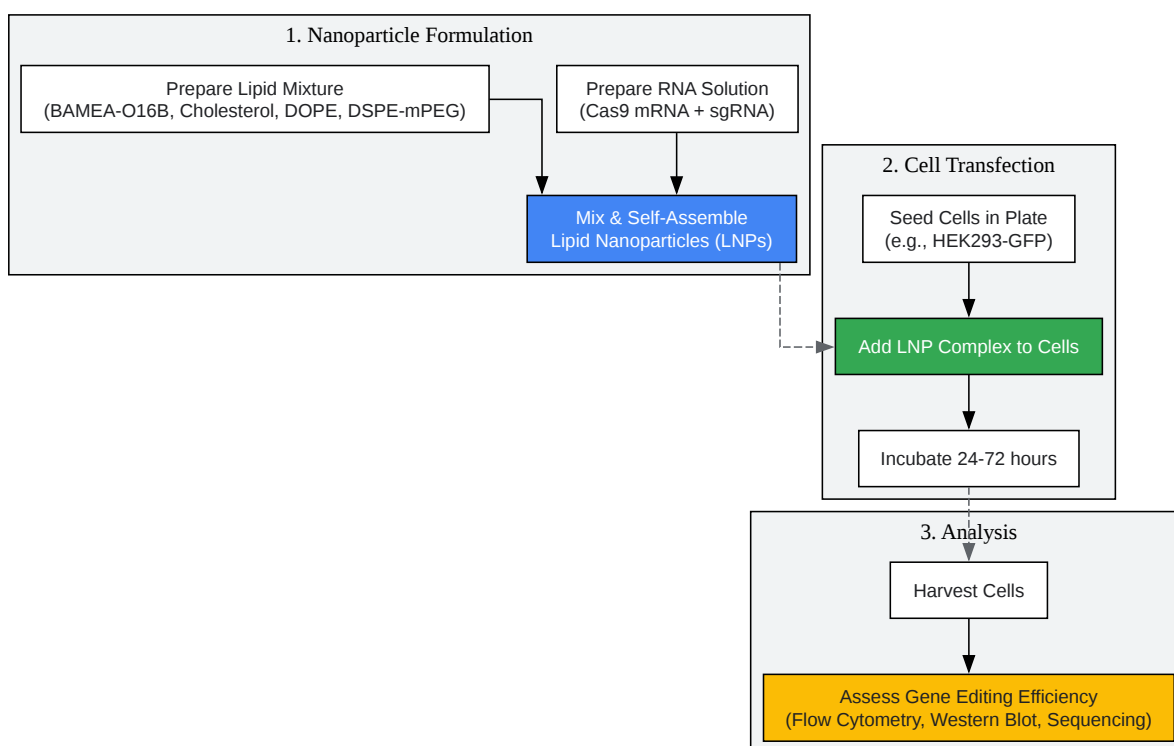 1. Nanoparticle Formulation
Prepare Lipid Mixture
(BAMEA-O16B, Cholesterol, DOPE, DSPE-mPEG)
Prepare RNA Solution
(Cas9 mRNA + sgRNA)
Mix & Self-Assemble
Lipid Nanoparticles (LNPs)
2. Cell Transfection
Seed Cells in Plate
(e.g., HEK293-GFP)
Add LNP Complex to Cells
Incubate 24-72 hours
3. Analysis
Harvest Cells
Assess Gene Editing Efficiency
(Flow Cytometry, Western Blot, Sequencing)